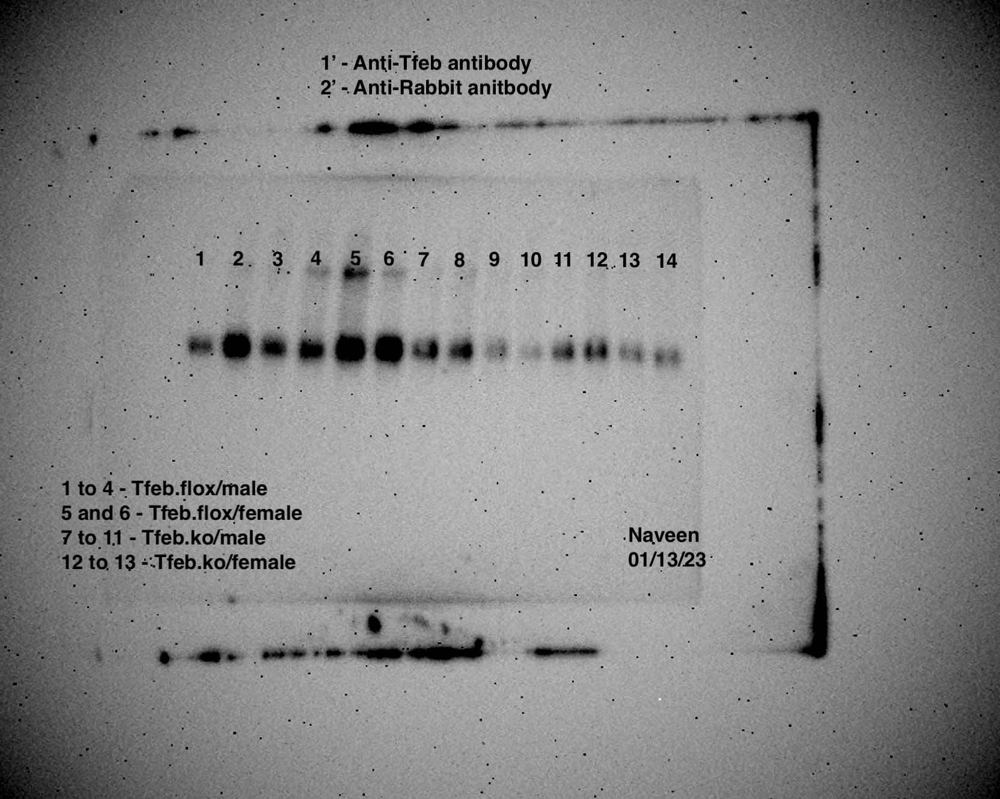 1’ - Anti-Tfeb antibody
2’ - Anti-Rabbit anitbody
1 2 3 4 5 6 7 8 9 10 11 12 13 14
1 to 4 - Tfeb.flox/male
5 and 6 - Tfeb.flox/female
7 to 11 - Tfeb.ko/male
12 to 13 - Tfeb.ko/female
Naveen
01/13/23